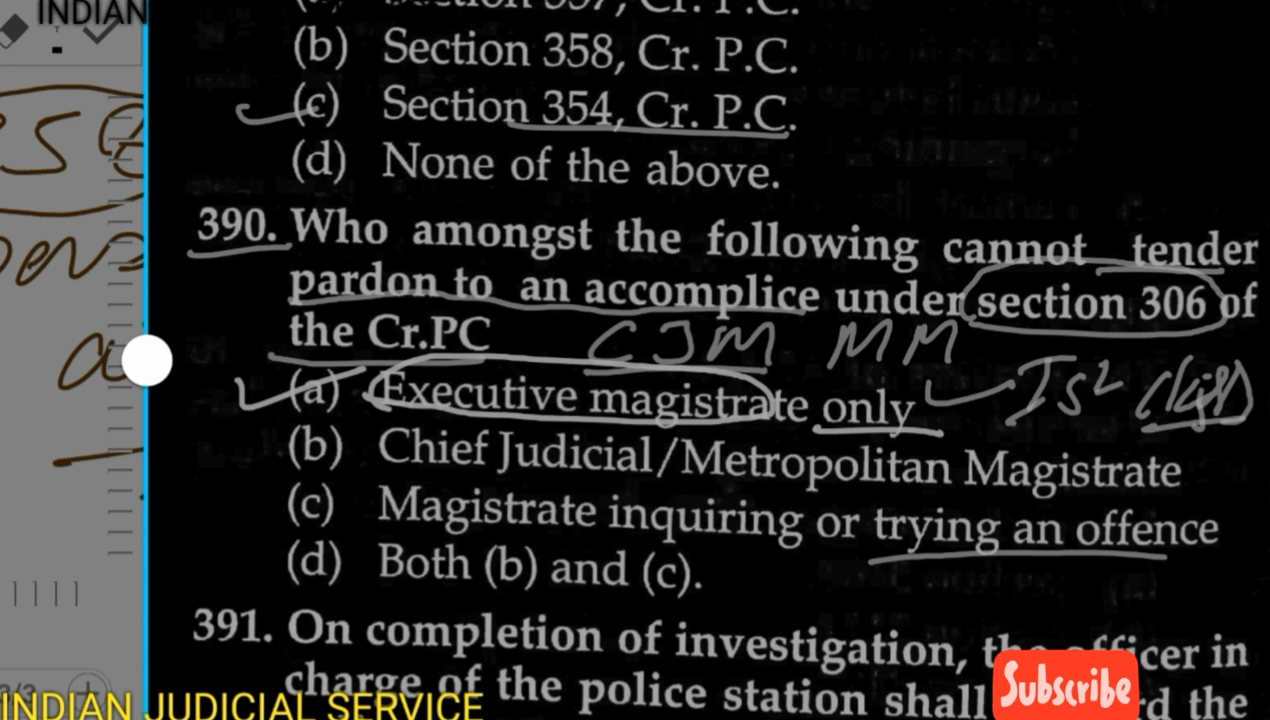 INDIAN
(b) Section 358, Cr. P.C.
(c) Section 354, Cr. P.C.
(d) None of the above.
390. Who amongst the following cannot tender
pardon to an accomplice under section 306 of
the Cr.PC CJM MM
(a) Executive magistrate only
(b) Chief Judicial/Metropolitan Magistrate
(c) Magistrate inquiring or trying an offence
(d) Both (b) and (c).
391. On completion of investigation, the officer in
charge of the police station shall
Subscribe
INDIAN JUDICIAL SERVICE